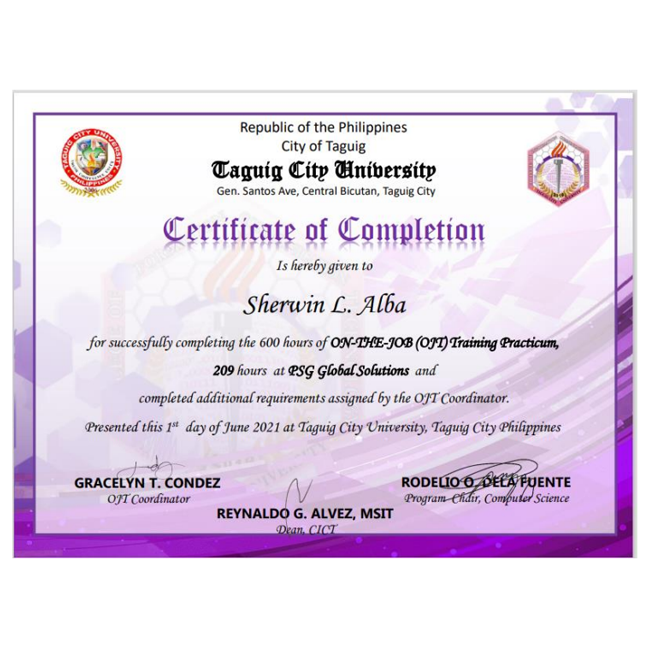 Republic of the Philippines
City of Taguig
Taguig City University
Gen. Santos Ave, Central Bicutan, Taguig City
TAGUIG CITY UNIVERSITY
PHILIPPINES
Certificate of Completion
Is hereby given to
Sherwin L. Alba
for successfully completing the 600 hours of ON-THE-JOB (OJT) Training Practicum,
209 hours at PSG Global Solutions and
completed additional requirements assigned by the OJT Coordinator.
Presented this 1st day of June 2021 at Taguig City University, Taguig City Philippines
GRACELYN T. CONDEZ
OJT Coordinator
REYNALDO G. ALVEZ, MSIT
Dean, CICT
RODELIO O. DELA FUENTE
Program Chair, Computer Science